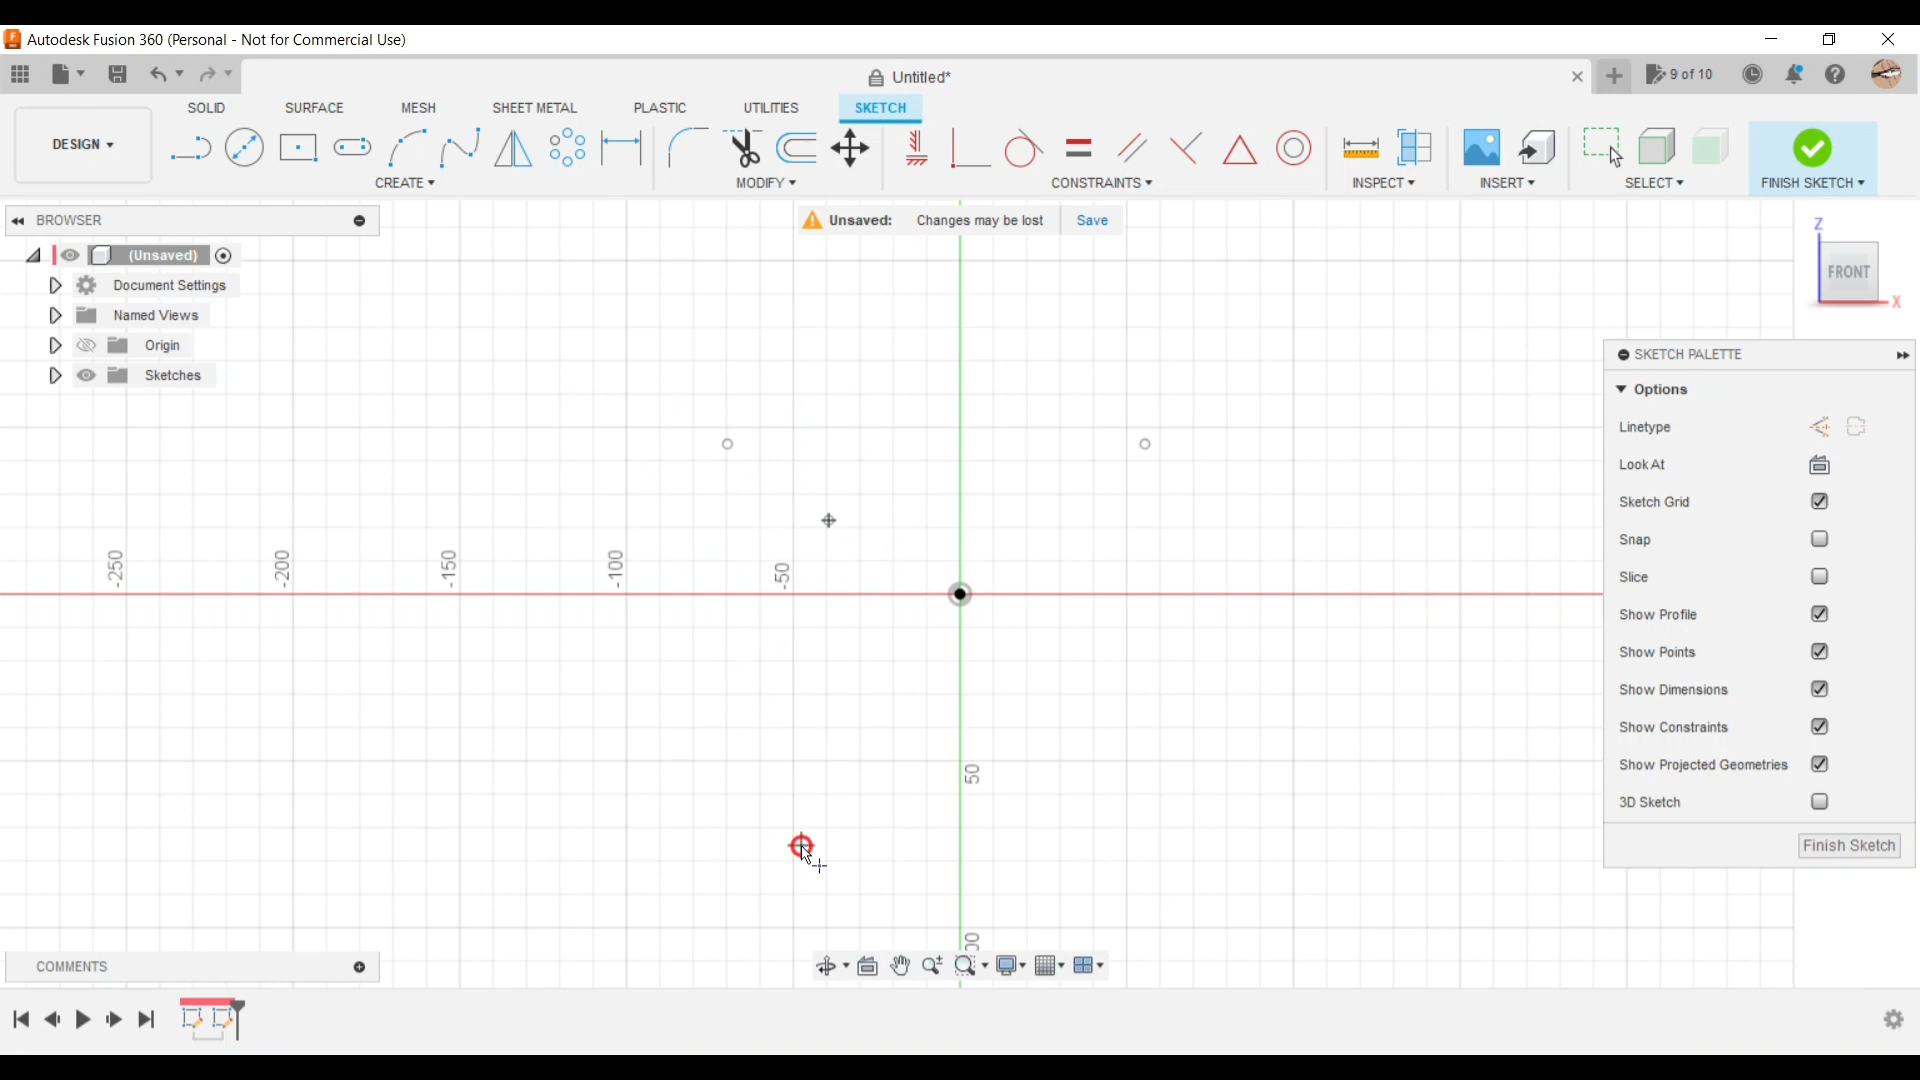 Autodesk Fusion 360 (Personal - Not for Commercial Use)
Untitled*
9 of 10
SOLID SURFACE MESH SHEET METAL PLASTIC UTILITIES SKETCH
DESIGN
CREATE MODIFY CONSTRAINTS INSPECT INSERT SELECT FINISH SKETCH
BROWSER
Unsaved: Changes may be lost Save
(Unsaved)
Document Settings
Named Views
Origin
Sketches
Z
FRONT
X
SKETCH PALETTE
Options
Linetype
Look At
Sketch Grid
Snap
Slice
Show Profile
Show Points
Show Dimensions
Show Constraints
Show Projected Geometries
3D Sketch
Finish Sketch
-250 -200 -150 -100 -50
50
00
COMMENTS